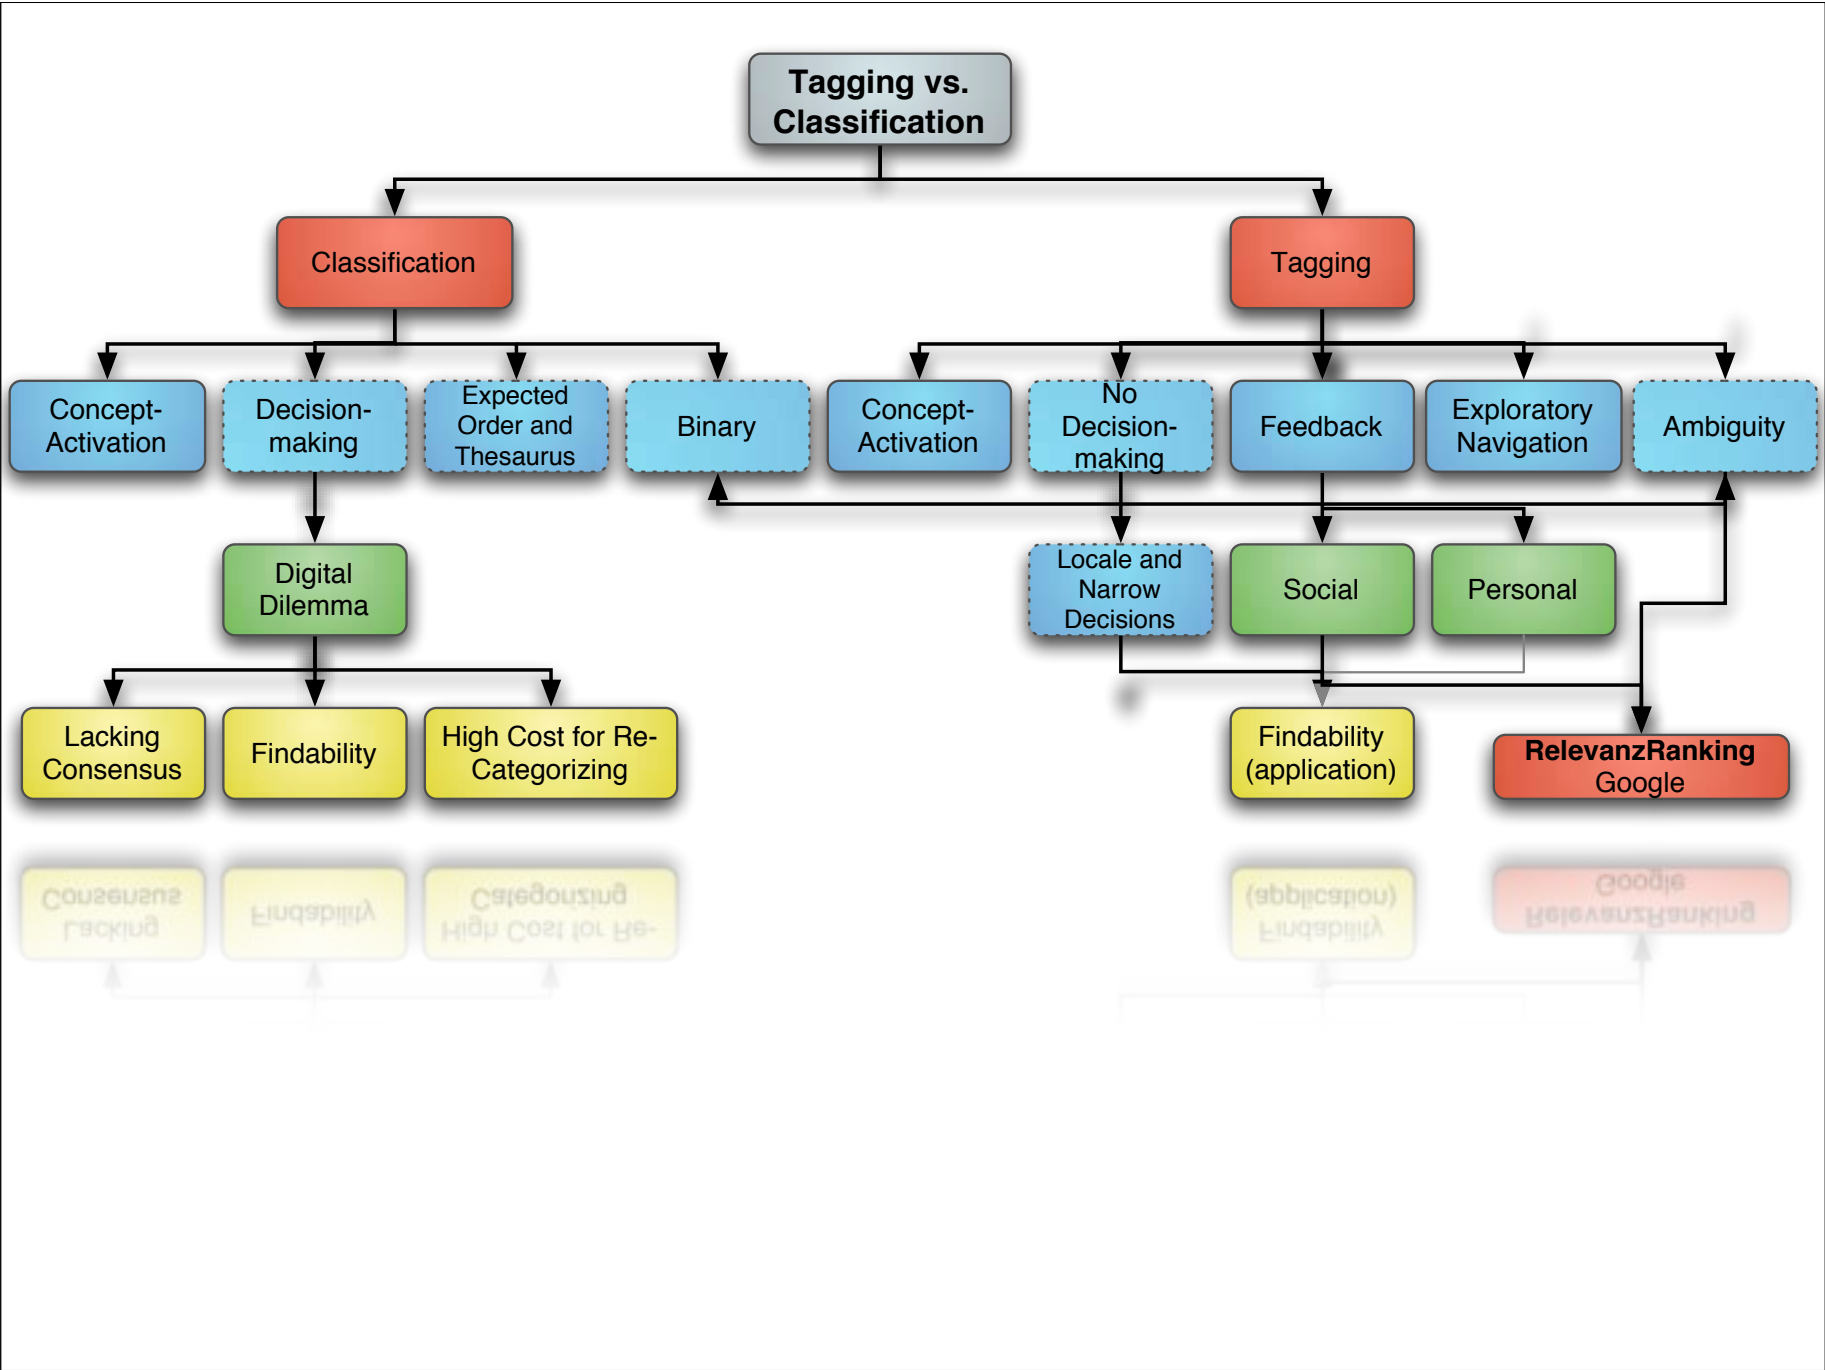 Tagging vs.
Classification
Classification
Tagging
Concept-
Activation
Decision-
making
Expected
Order and
Thesaurus
Binary
Concept-
Activation
No
Decision-
making
Feedback
Exploratory
Navigation
Ambiguity
Digital
Dilemma
Locale and
Narrow
Decisions
Social
Personal
Lacking
Consensus
Findability
High Cost for Re-
Categorizing
Findability
(application)
RelevanzRanking
Google